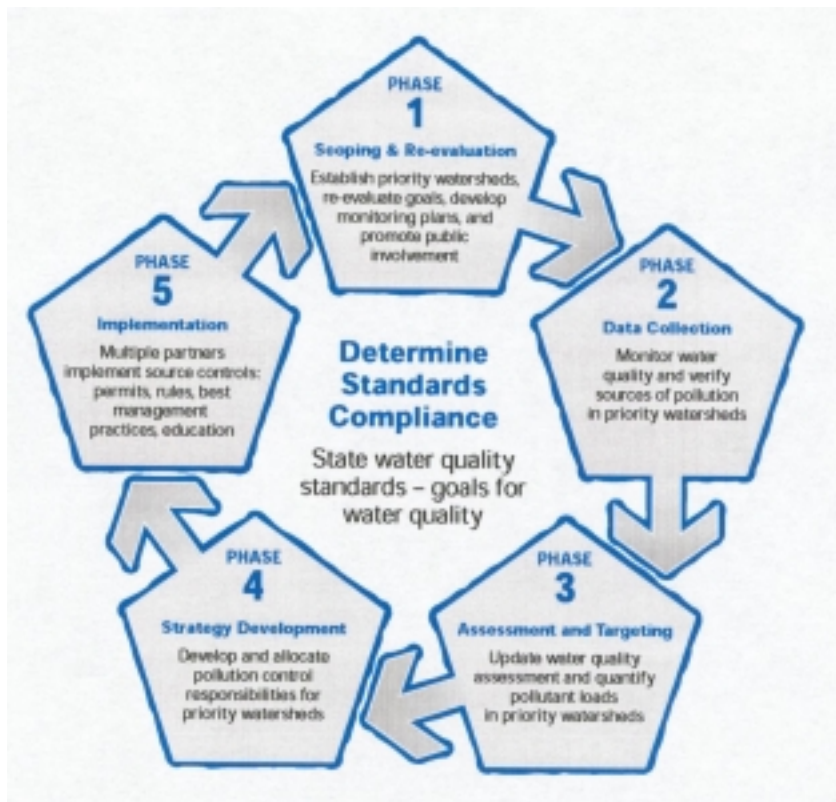 PHASE
1
Scoping & Re-evaluation
Establish priority watersheds,
re-evaluate goals, develop
monitoring plans, and
promote public
involvement
PHASE
2
Data Collection
Monitor water
quality and verify
sources of pollution
in priority watersheds
PHASE
3
Assessment and Targeting
Update water quality
assessment and quantify
pollutant loads
in priority watersheds
PHASE
4
Strategy Development
Develop and allocate
pollution control
responsibilities for
priority watersheds
PHASE
5
Implementation
Multiple partners
implement source controls:
permits, rules, best
management
practices, education
Determine
Standards
Compliance
State water quality
standards – goals for
water quality